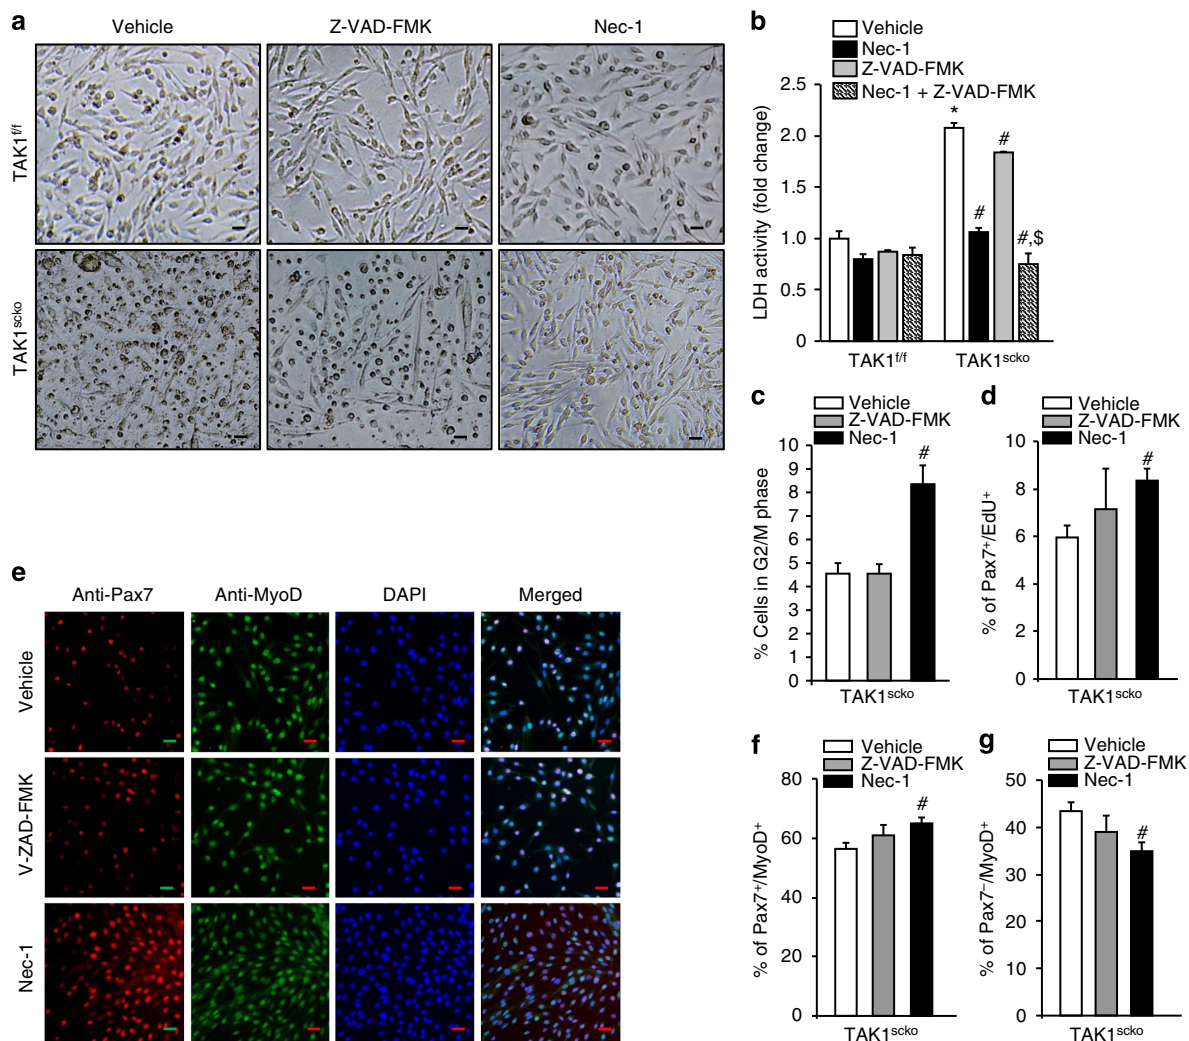 a
Vehicle
Z-VAD-FMK
Nec-1
TAK1f/f
TAK1scko
b
Vehicle
Nec-1
Z-VAD-FMK
Nec-1 + Z-VAD-FMK
LDH activity (fold change)
2.5
2.0
1.5
1.0
0.5
0
*
#
#
#,$
TAK1f/f
TAK1scko
c
Vehicle
Z-VAD-FMK
Nec-1
% Cells in G2/M phase
10
9
8
7
6
5
4
3
2
1
0
#
TAK1scko
d
Vehicle
Z-VAD-FMK
Nec-1
% of Pax7+/EdU+
10
8
6
4
2
0
#
TAK1scko
e
Anti-Pax7
Anti-MyoD
DAPI
Merged
Vehicle
V-ZAD-FMK
Nec-1
f
Vehicle
Z-VAD-FMK
Nec-1
% of Pax7+/MyoD+
80
60
40
20
0
#
TAK1scko
g
Vehicle
Z-VAD-FMK
Nec-1
% of Pax7−/MyoD+
50
40
30
20
10
0
#
TAK1scko